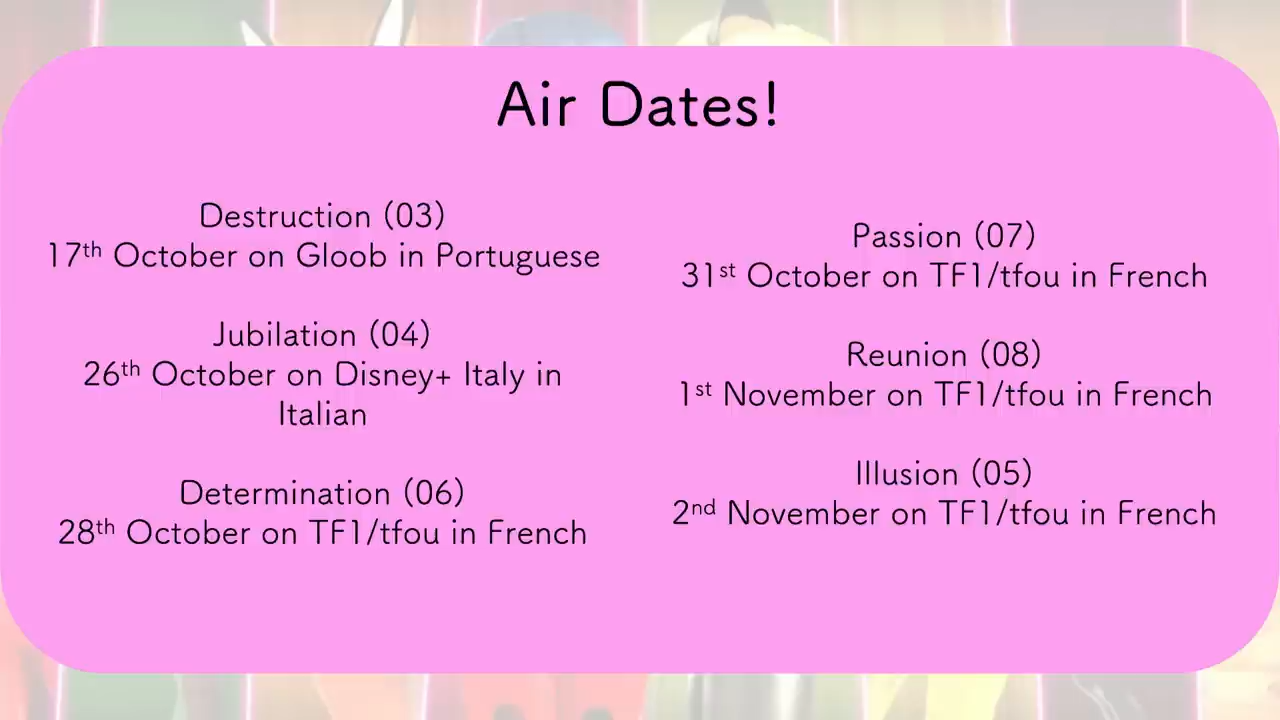 Air Dates!
Destruction (03)
17th October on Gloob in Portuguese
Jubilation (04)
26th October on Disney+ Italy in
Italian
Determination (06)
28th October on TF1/tfou in French
Passion (07)
31st October on TF1/tfou in French
Reunion (08)
1st November on TF1/tfou in French
Illusion (05)
2nd November on TF1/tfou in French